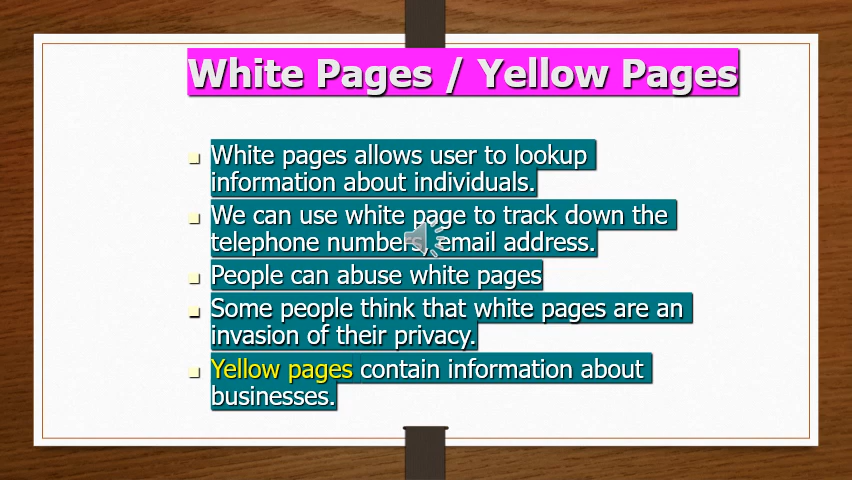 White Pages / Yellow Pages
White pages allows user to lookup
information about individuals.
We can use white page to track down the
telephone numbers, email address.
People can abuse white pages
Some people think that white pages are an
invasion of their privacy.
Yellow pages contain information about
businesses.